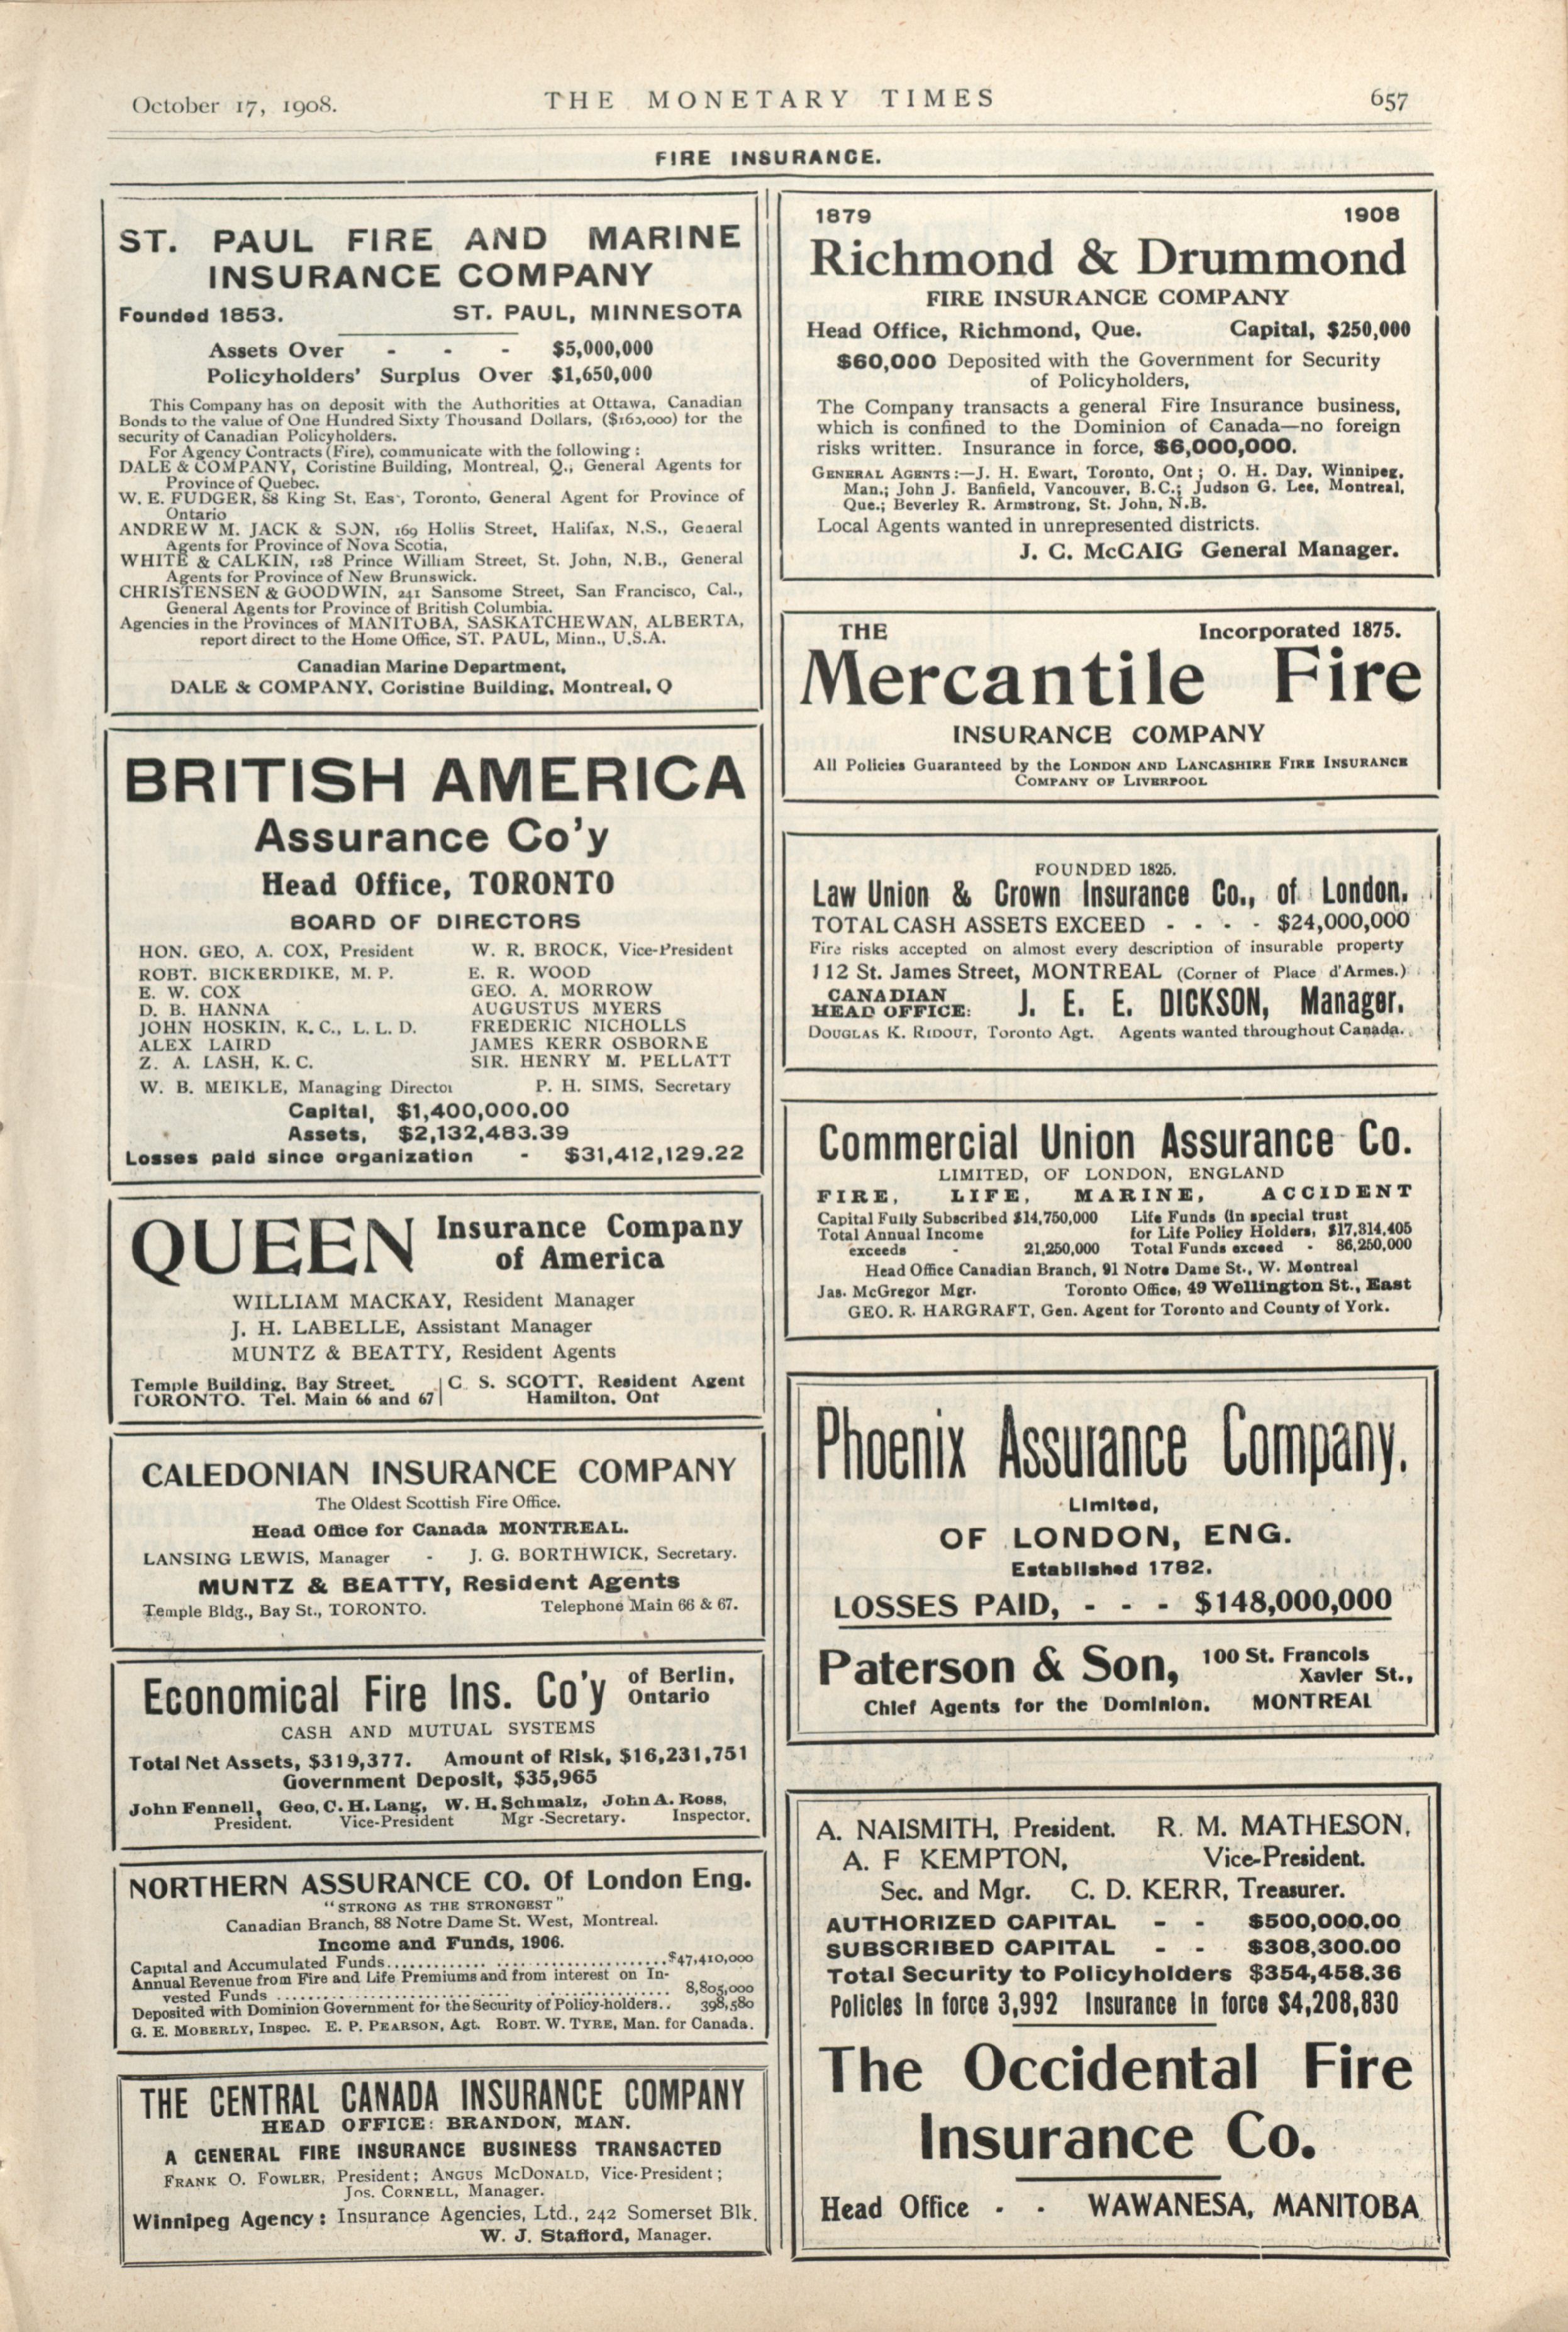 October 17, 1908.
THE MONETARY TIMES
657
FIRE INSURANCE.
ST. PAUL FIRE AND MARINE
INSURANCE COMPANY
Founded 1853. ST. PAUL, MINNESOTA
Assets Over - - - $5,000,000
Policyholders' Surplus Over $1,650,000
This Company has on deposit with the Authorities at Ottawa, Canadian
Bonds to the value of One Hundred Sixty Thousand Dollars, ($160,000) for the
security of Canadian Policyholders.
For Agency Contracts (Fire), communicate with the following :
DALE & COMPANY, Coristine Building, Montreal, Q., General Agents for
Province of Quebec.
W. E. FUDGER, 88 King St, East, Toronto, General Agent for Province of
Ontario
ANDREW M. JACK & SON, 169 Hollis Street, Halifax, N.S., General
Agents for Province of Nova Scotia,
WHITE & CALKIN, 128 Prince William Street, St. John, N.B., General
Agents for Province of New Brunswick.
CHRISTENSEN & GOODWIN, 241 Sansome Street, San Francisco, Cal.,
General Agents for Province of British Columbia.
Agencies in the Provinces of MANITOBA, SASKATCHEWAN, ALBERTA,
report direct to the Home Office, ST. PAUL, Minn., U.S.A.
Canadian Marine Department,
DALE & COMPANY, Coristine Building, Montreal, Q
BRITISH AMERICA
Assurance Co'y
Head Office, TORONTO
BOARD OF DIRECTORS
HON. GEO, A. COX, President W. R. BROCK, Vice-President
ROBT. BICKERDIKE, M. P. E. R. WOOD
E. W. COX GEO. A. MORROW
D. B. HANNA AUGUSTUS MYERS
JOHN HOSKIN, K. C., L. L. D. FREDERIC NICHOLLS
ALEX LAIRD JAMES KERR OSBORNE
Z. A. LASH, K. C. SIR. HENRY M. PELLATT
W. B. MEIKLE, Managing Director P. H. SIMS, Secretary
Capital, $1,400,000.00
Assets, $2,132,483.39
Losses paid since organization - $31,412,129.22
QUEEN Insurance Company
of America
WILLIAM MACKAY, Resident Manager
J. H. LABELLE, Assistant Manager
MUNTZ & BEATTY, Resident Agents
Temple Building, Bay Street, C. S. SCOTT, Resident Agent
TORONTO. Tel. Main 66 and 67 Hamilton, Ont
CALEDONIAN INSURANCE COMPANY
The Oldest Scottish Fire Office.
Head Office for Canada MONTREAL.
LANSING LEWIS, Manager - J. G. BORTHWICK, Secretary.
MUNTZ & BEATTY, Resident Agents
Temple Bldg., Bay St., TORONTO. Telephone Main 66 & 67.
Economical Fire Ins. Co'y of Berlin,
Ontario
CASH AND MUTUAL SYSTEMS
Total Net Assets, $319,377. Amount of Risk, $16,231,751
Government Deposit, $35,965
John Fennell, Geo, C. H. Lang, W. H. Schmalz, John A. Ross,
President. Vice-President Mgr -Secretary. Inspector.
NORTHERN ASSURANCE CO. Of London Eng.
"STRONG AS THE STRONGEST"
Canadian Branch, 88 Notre Dame St. West, Montreal.
Income and Funds, 1906.
Capital and Accumulated Funds.................................$47,410,000
Annual Revenue from Fire and Life Premiums and from interest on In-
vested Funds ................................................ 8,805,000
Deposited with Dominion Government for the Security of Policy-holders.. 398,580
G. E. MOBERLY, Inspec. E. P. PEARSON, Agt. ROBT. W. TYRE, Man. for Canada.
THE CENTRAL CANADA INSURANCE COMPANY
HEAD OFFICE: BRANDON, MAN.
A GENERAL FIRE INSURANCE BUSINESS TRANSACTED
FRANK O. FOWLER, President; ANGUS MCDONALD, Vice-President;
JOS. CORNELL, Manager.
Winnipeg Agency: Insurance Agencies, Ltd., 242 Somerset Blk.
W. J. Stafford, Manager.
1879 1908
Richmond & Drummond
FIRE INSURANCE COMPANY
Head Office, Richmond, Que. Capital, $250,000
$60,000 Deposited with the Government for Security
of Policyholders,
The Company transacts a general Fire Insurance business,
which is confined to the Dominion of Canada—no foreign
risks written. Insurance in force, $6,000,000.
GENERAL AGENTS:—J. H. Ewart, Toronto, Ont; O. H. Day, Winnipeg,
Man.; John J. Banfield, Vancouver, B.C.; Judson G. Lee, Montreal,
Que.; Beverley R. Armstrong, St. John, N.B.
Local Agents wanted in unrepresented districts.
J. C. McCAIG General Manager.
THE Incorporated 1875.
Mercantile Fire
INSURANCE COMPANY
All Policies Guaranteed by the LONDON AND LANCASHIRE FIRE INSURANCE
COMPANY OF LIVERPOOL
FOUNDED 1825.
Law Union & Crown Insurance Co., of London.
TOTAL CASH ASSETS EXCEED - - - - $24,000,000
Fire risks accepted on almost every description of insurable property
112 St. James Street, MONTREAL (Corner of Place d'Armes.)
CANADIAN
HEAD OFFICE: J. E. E. DICKSON, Manager.
DOUGLAS K. RIDOUT, Toronto Agt. Agents wanted throughout Canada.
Commercial Union Assurance Co.
LIMITED, OF LONDON, ENGLAND
FIRE, LIFE, MARINE, ACCIDENT
Capital Fully Subscribed $14,750,000 Life Funds (in special trust
Total Annual Income for Life Policy Holders, $17,314,405
exceeds - 21,250,000 Total Funds exceed - 86,250,000
Head Office Canadian Branch, 91 Notre Dame St., W. Montreal
Jas. McGregor Mgr. Toronto Office, 49 Wellington St., East
GEO. R. HARGRAFT, Gen. Agent for Toronto and County of York.
Phoenix Assurance Company,
Limited,
OF LONDON, ENG.
Established 1782.
LOSSES PAID, - - - $148,000,000
Paterson & Son, 100 St. Francois
Xavier St.,
Chief Agents for the Dominion. MONTREAL
A. NAISMITH, President. R. M. MATHESON,
A. F KEMPTON, Vice-President.
Sec. and Mgr. C. D. KERR, Treasurer.
AUTHORIZED CAPITAL - - $500,000.00
SUBSCRIBED CAPITAL - - $308,300.00
Total Security to Policyholders $354,458.36
Policies in force 3,992 Insurance in force $4,208,830
The Occidental Fire
Insurance Co.
Head Office - - WAWANESA, MANITOBA